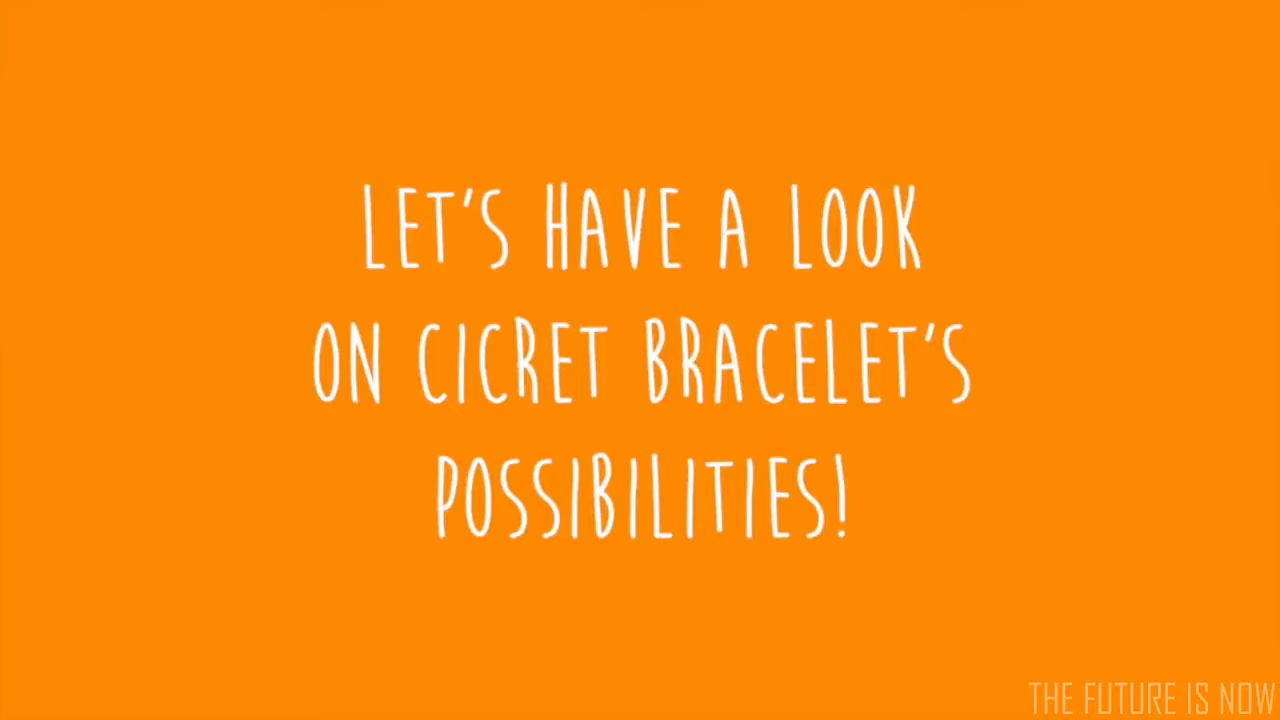 LET'S HAVE A LOOK
ON CICRET BRACELET'S
POSSIBILITIES!
THE FUTURE IS NOW